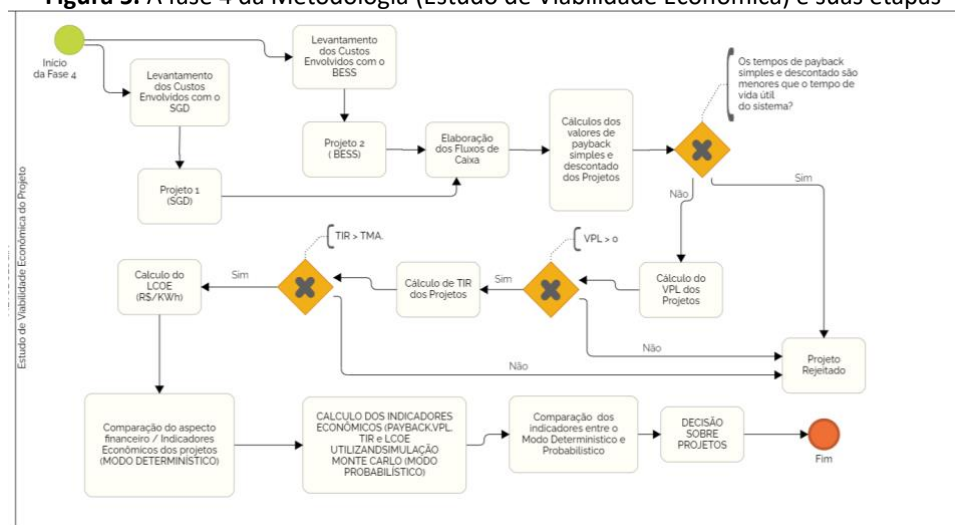 Figura 5: A fase 4 da Metodologia (Estudo de Viabilidade Econômica) e suas etapas
Início
da Fase 4
Levantamento
dos Custos
Envolvidos com o
SGD
Levantamento
dos Custos
Envolvidos com o
BESS
Projeto 1
(SGD)
Projeto 2
( BESS)
Elaboração
dos Fluxos de
Caixa
Cálculos dos
valores de
payback
simples e
descontado
dos Projetos
Os tempos de payback
simples e descontado são
menores que o tempo de
vida útil
do sistema?
Não
Sim
Cálculo do
VPL dos
Projetos
VPL > 0
Sim
Não
Cálculo de TIR
dos Projetos
TIR > TMA.
Sim
Não
Calculo do
LCOE
(R$/KWh)
Projeto
Rejeitado
Comparação do aspecto
financeiro / Indicadores
Econômicos dos projetos
(MODO DETERMINÍSTICO)
CALCULO DOS INDICADORES
ECONÔMICOS (PAYBACK,VPL,
TIR e LCOE
UTILIZANDSIMULAÇÃO
MONTE CARLO (MODO
PROBABILÍSTICO)
Comparação dos
indicadores entre o
Modo Deterministico e
Probabilistico
DECISÃO
SOBRE
PROJETOS
Fim
Estudo de Viabilidade Econômica do Projeto